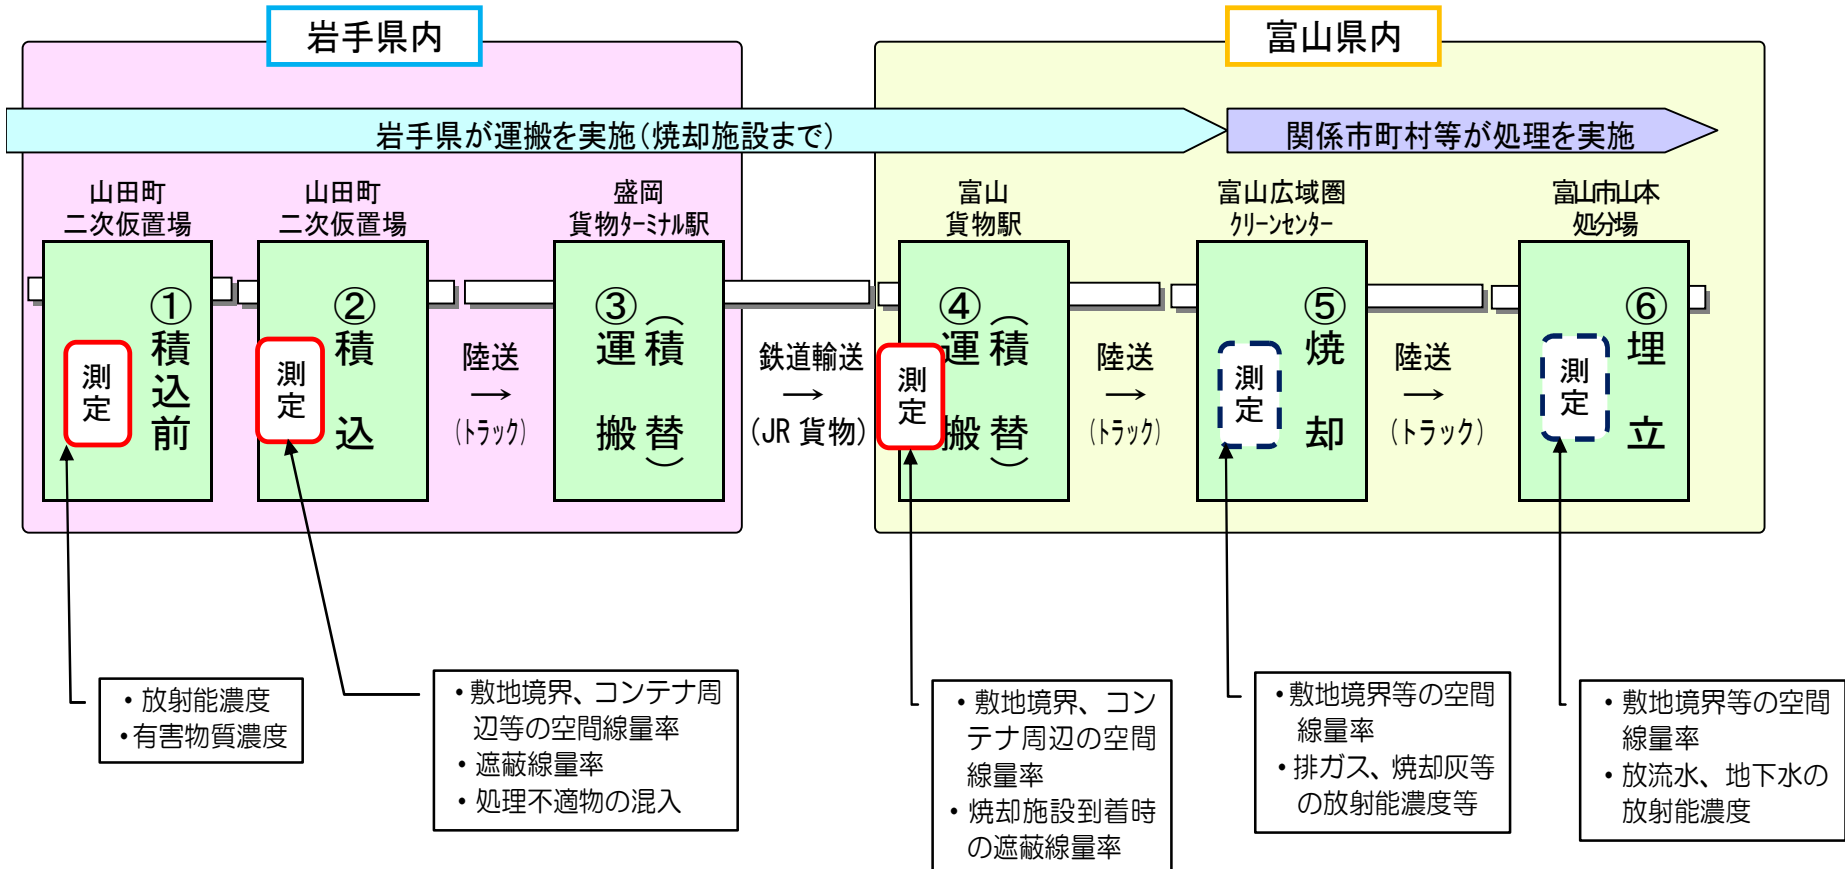 岩手県内
富山県内
岩手県が運搬を実施(焼却施設まで)
関係市町村等が処理を実施
山田町
二次仮置場
山田町
二次仮置場
盛岡
貨物ターミナル駅
富山
貨物駅
富山広域圏
クリーンセンター
富山市山本
処分場
①積込前
測定
②積込
測定
陸送
→
(トラック)
③運搬
(積替)
鉄道輸送
→
(JR 貨物)
④運搬
(積替)
測定
陸送
→
(トラック)
⑤焼却
測定
陸送
→
(トラック)
⑥埋立
測定
・放射能濃度
・有害物質濃度
・敷地境界、コンテナ周
辺等の空間線量率
・遮蔽線量率
・処理不適物の混入
・敷地境界、コン
テナ周辺の空間
線量率
・焼却施設到着時
の遮蔽線量率
・敷地境界等の空間
線量率
・排ガス、焼却灰等
の放射能濃度等
・敷地境界等の空間
線量率
・放流水、地下水の
放射能濃度